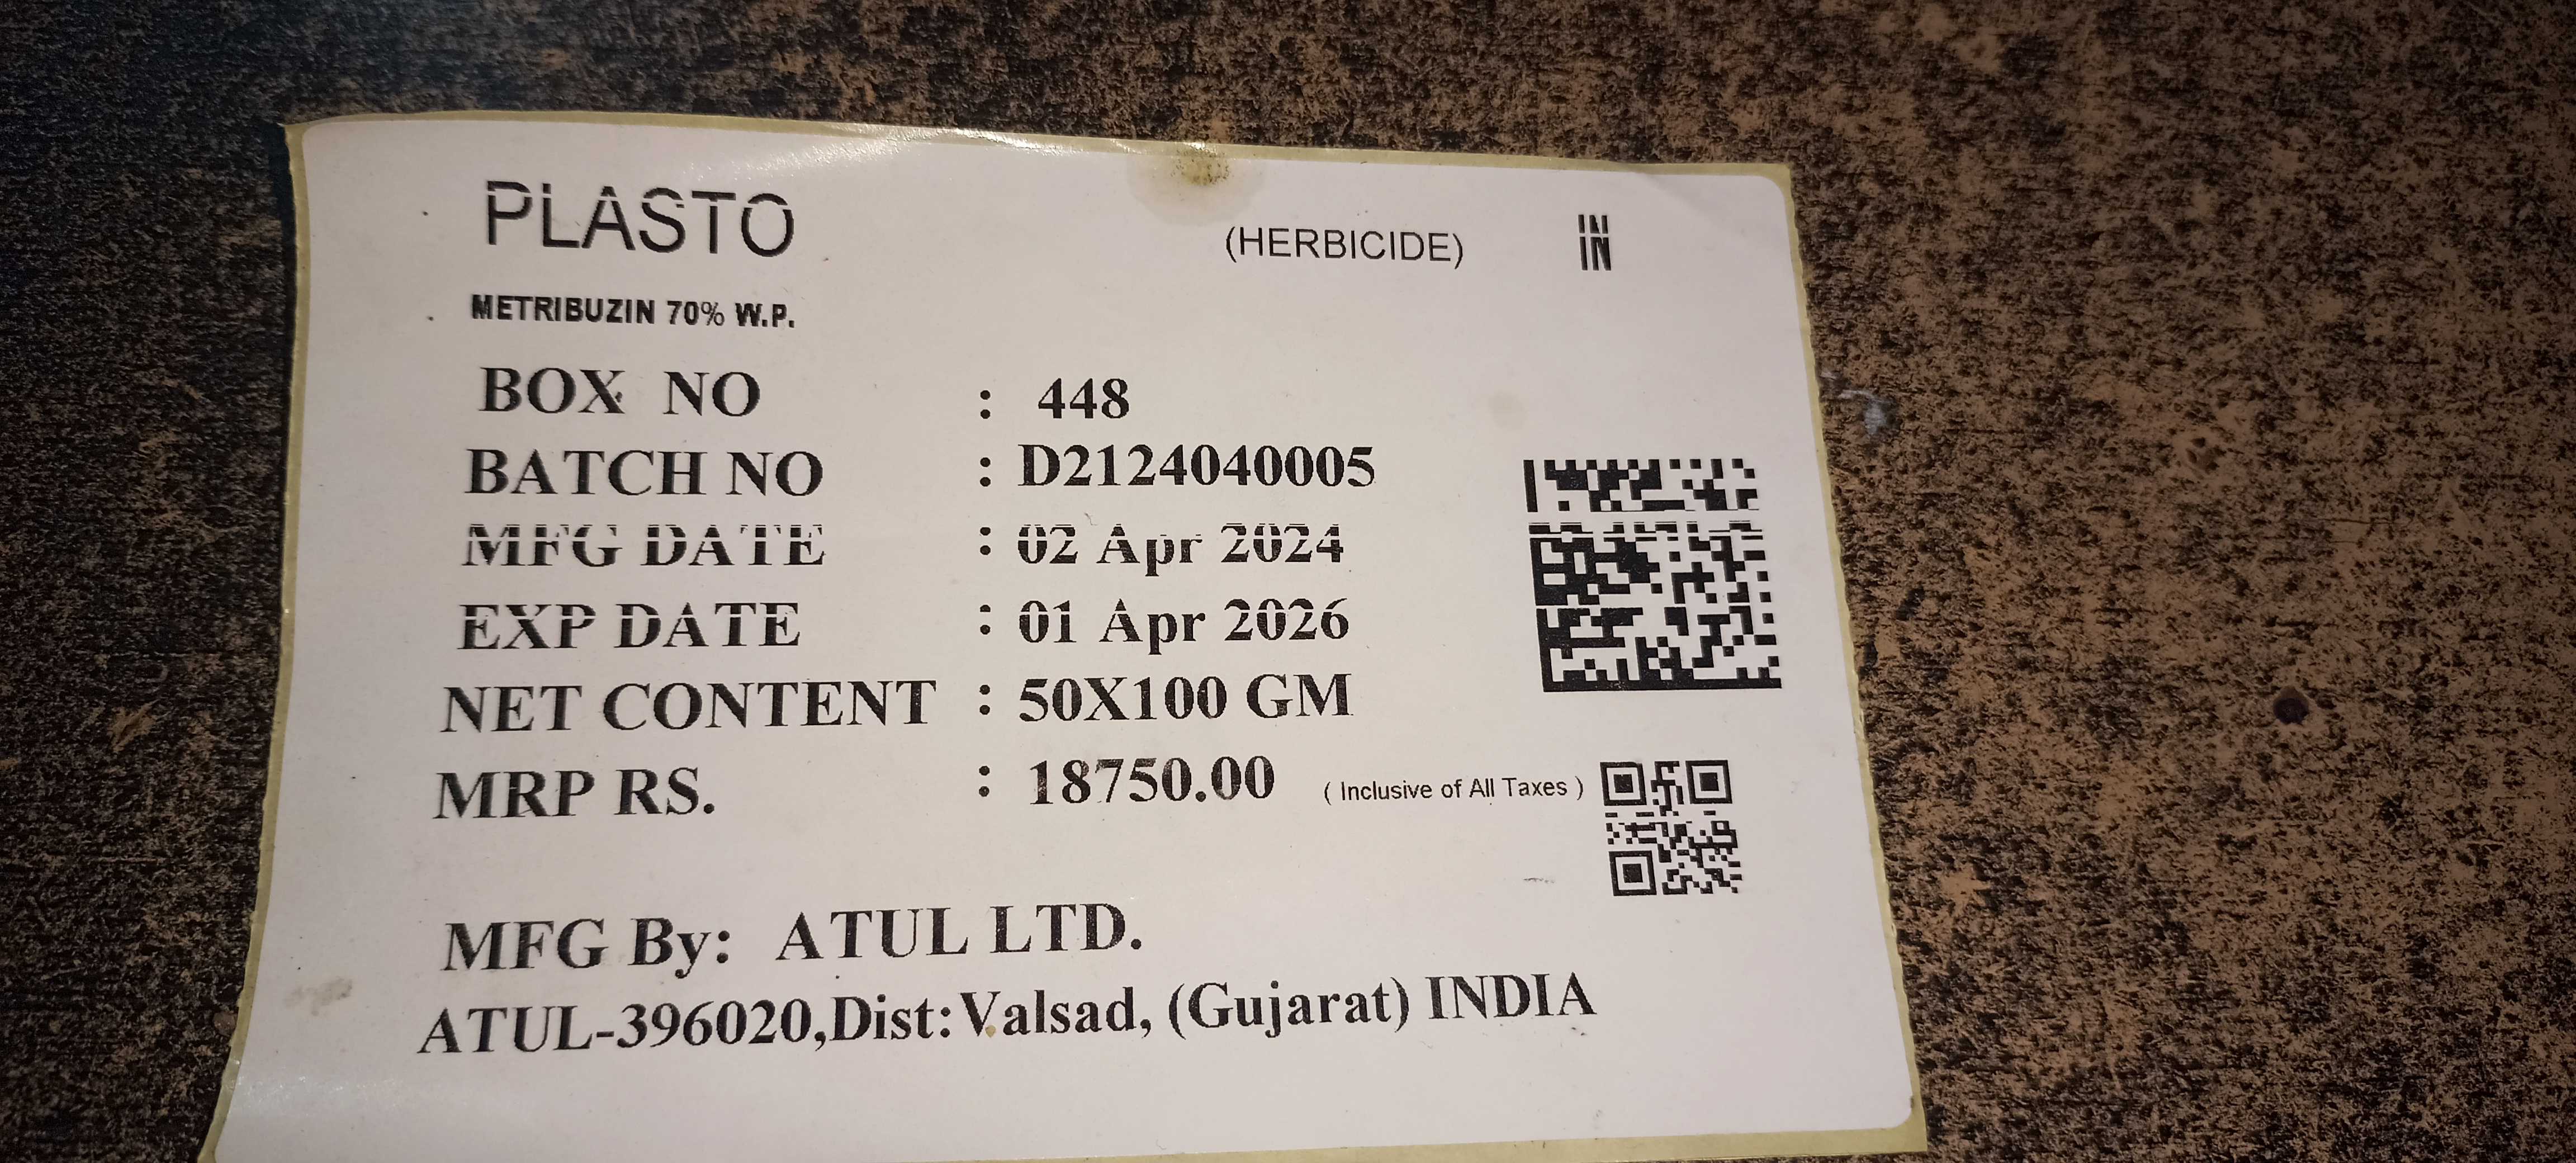 PLASTO (HERBICIDE) IN
METRIBUZIN 70% W.P.
BOX NO : 448
BATCH NO : D2124040005
MFG DATE : 02 Apr 2024
EXP DATE : 01 Apr 2026
NET CONTENT : 50X100 GM
MRP RS. : 18750.00 ( Inclusive of All Taxes )
MFG By: ATUL LTD.
ATUL-396020,Dist:Valsad, (Gujarat) INDIA